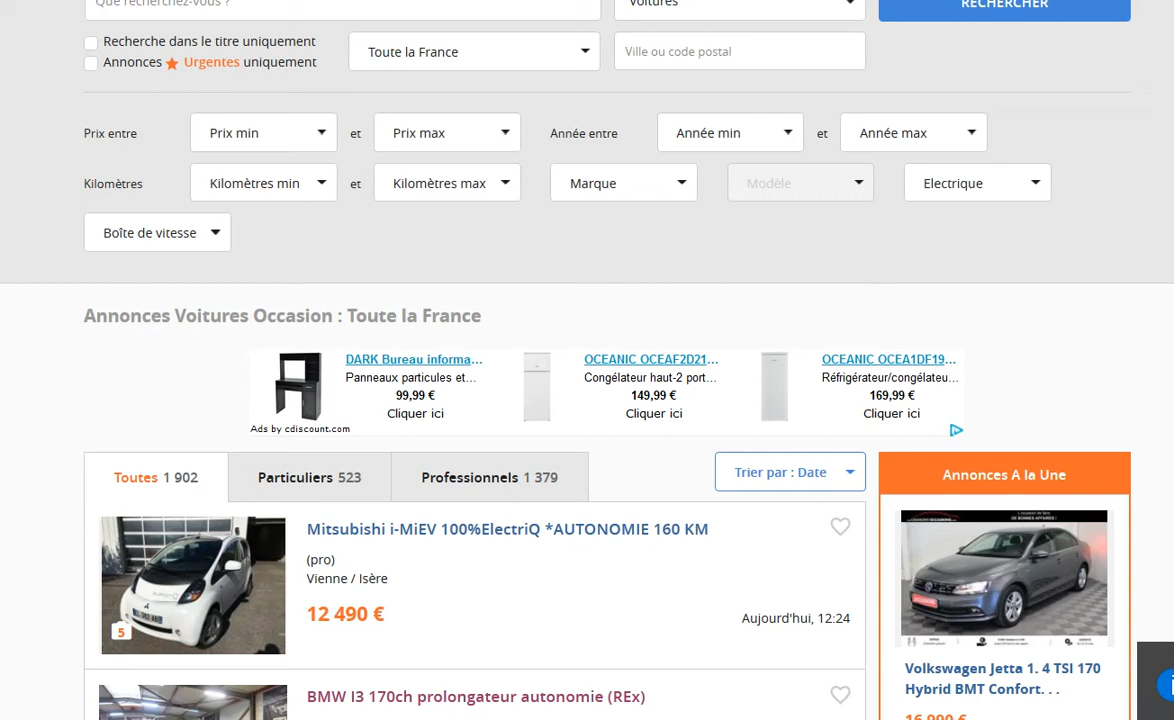 Que recherchez-vous ?
Voitures
RECHERCHER
Recherche dans le titre uniquement
Annonces Urgentes uniquement
Toute la France
Ville ou code postal
Prix entre
Prix min
et
Prix max
Année entre
Année min
et
Année max
Kilomètres
Kilomètres min
et
Kilomètres max
Marque
Modèle
Electrique
Boîte de vitesse
Annonces Voitures Occasion : Toute la France
DARK Bureau informa...
Panneaux particules et...
99,99 €
Cliquer ici
OCEANIC OCEAF2D21...
Congélateur haut-2 port...
149,99 €
Cliquer ici
OCEANIC OCEA1DF19...
Réfrigérateur/congélateu...
169,99 €
Cliquer ici
Ads by cdiscount.com
Toutes 1 902
Particuliers 523
Professionnels 1 379
Trier par : Date
Annonces A la Une
Mitsubishi i-MiEV 100%ElectriQ *AUTONOMIE 160 KM
(pro)
Vienne / Isère
12 490 €
Aujourd'hui, 12:24
5
BMW I3 170ch prolongateur autonomie (REx)
Volkswagen Jetta 1. 4 TSI 170
Hybrid BMT Confort. . .
16 990 €